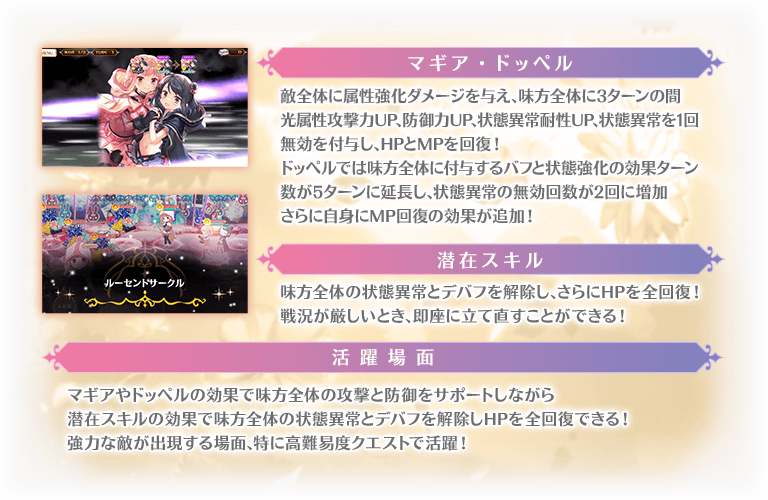 マギア・ドッペル
敵全体に属性強化ダメージを与え、味方全体に3ターンの間
光属性攻撃力UP、防御力UP、状態異常耐性UP、状態異常を1回
無効を付与し、HPとMPを回復！
ドッペルでは味方全体に付与するバフと状態強化の効果ターン
数が5ターンに延長し、状態異常の無効回数が2回に増加
さらに自身にMP回復の効果が追加！
ルーセンドサークル
潜在スキル
味方全体の状態異常とデバフを解除し、さらにHPを全回復！
戦況が厳しいとき、即座に立て直すことができる！
活躍場面
マギアやドッペルの効果で味方全体の攻撃と防御をサポートしながら
潜在スキルの効果で味方全体の状態異常とデバフを解除しHPを全回復できる！
強力な敵が出現する場面、特に高難易度クエストで活躍！